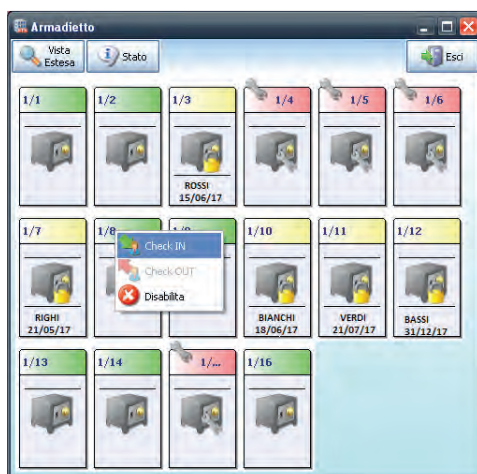 Armadietto
Vista
Estesa
Stato
Esci
1/1
1/2
1/3
1/4
1/5
1/6
ROSSI
15/06/17
1/7
1/8
1/9
1/10
1/11
1/12
Check IN
Check OUT
Disabilita
RIGHI
21/05/17
BIANCHI
18/06/17
VERDI
21/07/17
BASSI
31/12/17
1/13
1/14
1/...
1/16